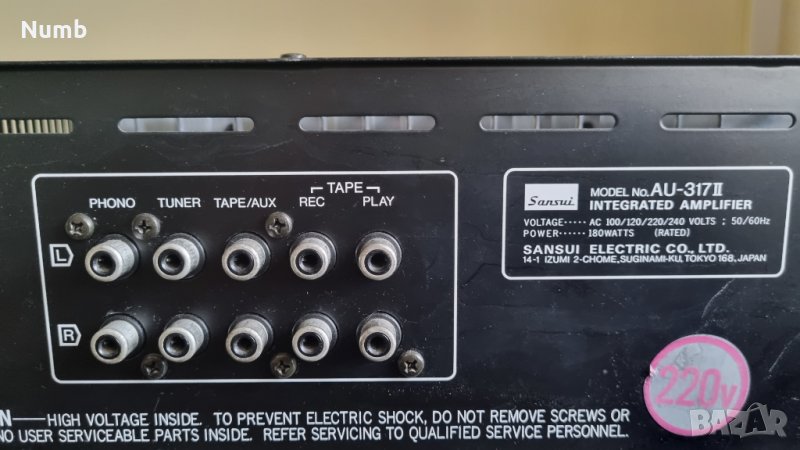 Numb
TAPE
PHONO TUNER TAPE/AUX REC PLAY
L
R
Sansui
MODEL No. AU-317II
INTEGRATED AMPLIFIER
VOLTAGE····· AC 100/120/220/240 VOLTS ; 50/60Hz
POWER······ 180WATTS (RATED)
SANSUI ELECTRIC CO., LTD.
14-1 IZUMI 2-CHOME, SUGINAMI-KU, TOKYO 168, JAPAN
220v
BAZAR
HIGH VOLTAGE INSIDE. TO PREVENT ELECTRIC SHOCK, DO NOT REMOVE SCREWS OR
NO USER SERVICEABLE PARTS INSIDE. REFER SERVICING TO QUALIFIED SERVICE PERSONNEL.